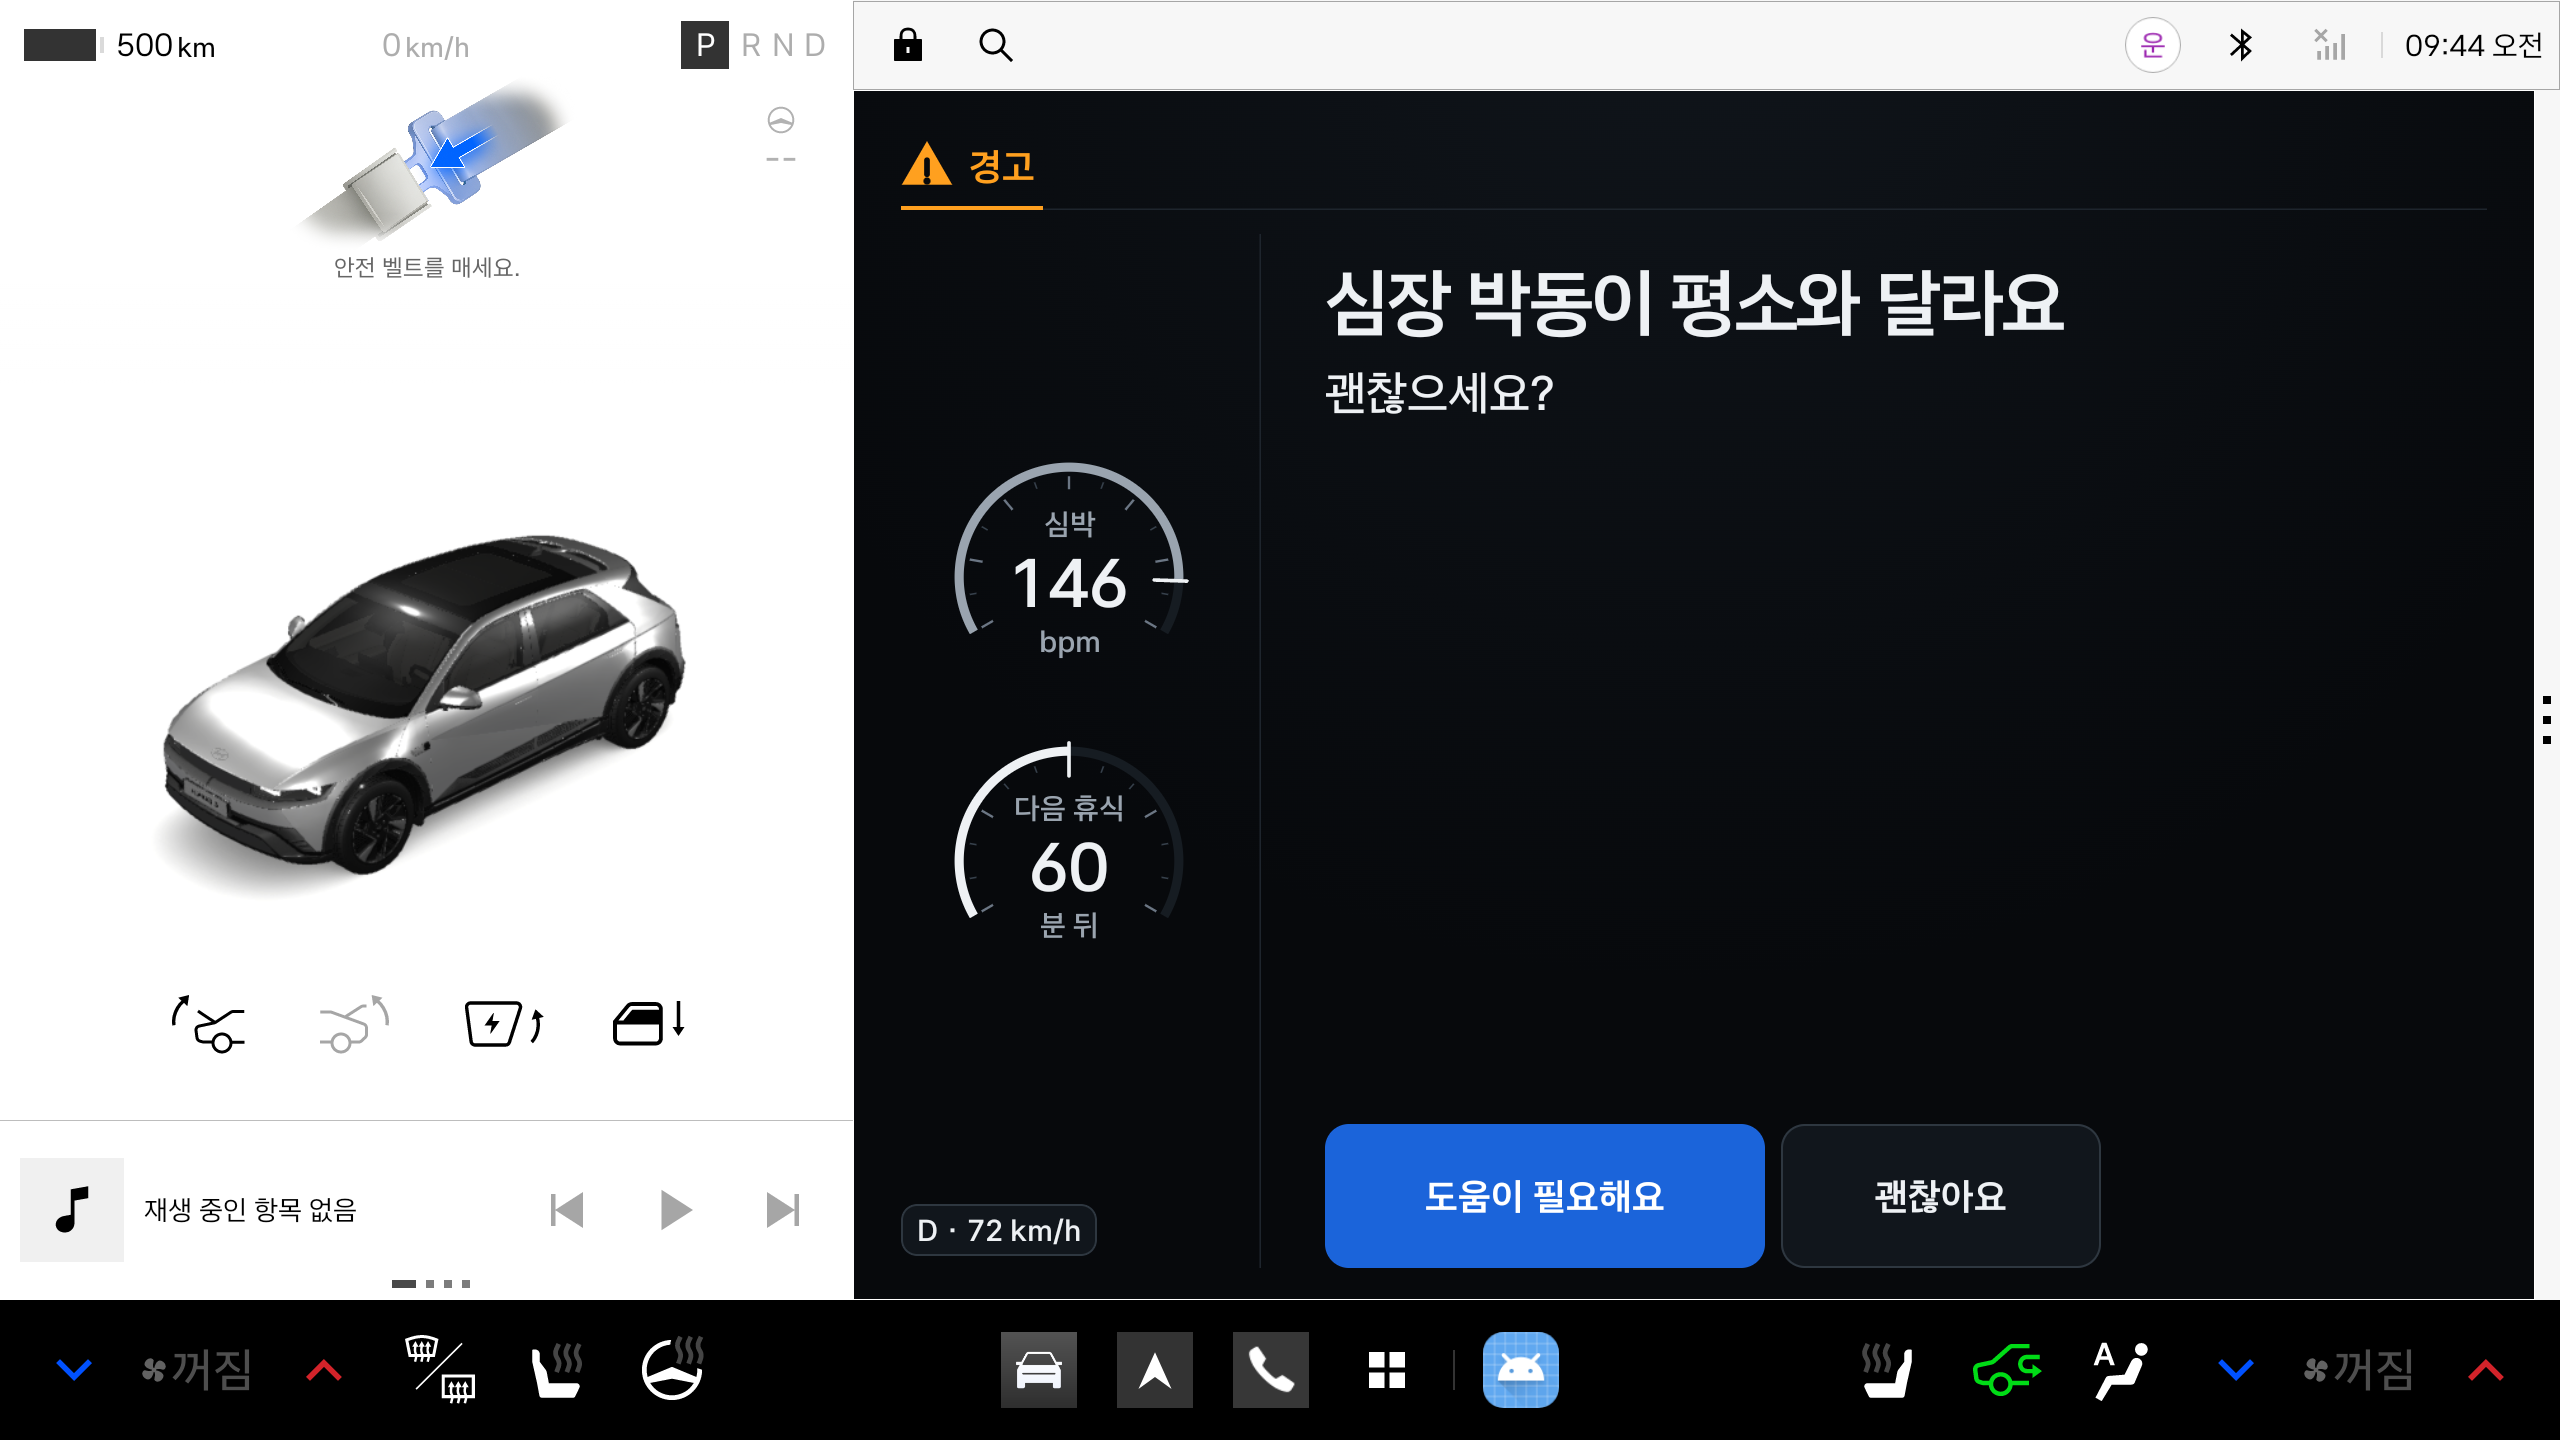 500 km
0 km/h
P R N D
안전 벨트를 매세요.
재생 중인 항목 없음
운
09:44 오전
경고
심박
146
bpm
다음 휴식
60
분 뒤
D · 72 km/h
심장 박동이 평소와 달라요
괜찮으세요?
도움이 필요해요
괜찮아요
꺼짐
A
꺼짐